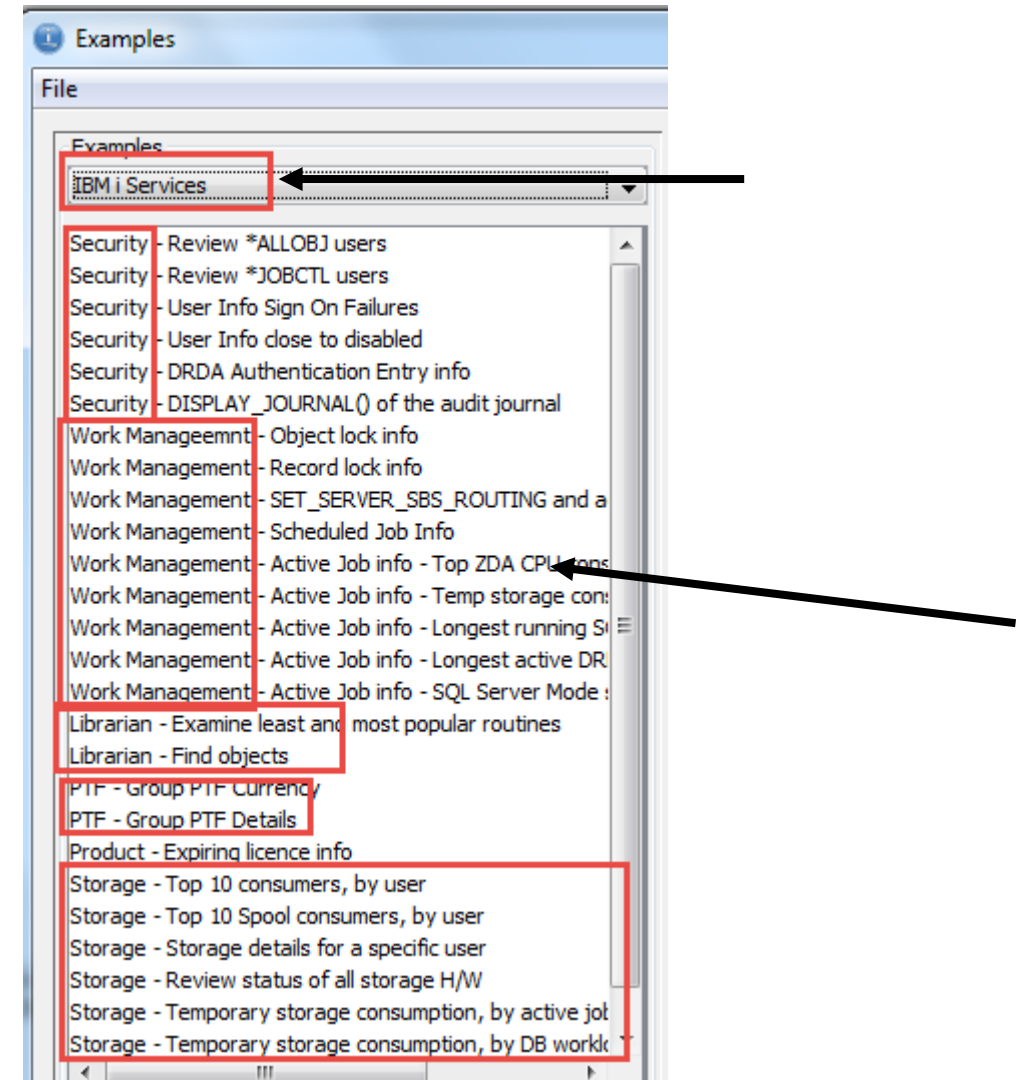 Examples
File
Examples
IBM i Services
Security - Review *ALLOBJ users
Security - Review *JOBCTL users
Security - User Info Sign On Failures
Security - User Info close to disabled
Security - DRDA Authentication Entry info
Security - DISPLAY_JOURNAL() of the audit journal
Work Manageemnt - Object lock info
Work Management - Record lock info
Work Management - SET_SERVER_SBS_ROUTING and a
Work Management - Scheduled Job Info
Work Management - Active Job info - Top ZDA CPU cons
Work Management - Active Job info - Temp storage con
Work Management - Active Job info - Longest running S
Work Management - Active Job info - Longest active DR
Work Management - Active Job info - SQL Server Mode
Librarian - Examine least and most popular routines
Librarian - Find objects
PTF - Group PTF Currency
PTF - Group PTF Details
Product - Expiring licence info
Storage - Top 10 consumers, by user
Storage - Top 10 Spool consumers, by user
Storage - Storage details for a specific user
Storage - Review status of all storage H/W
Storage - Temporary storage consumption, by active job
Storage - Temporary storage consumption, by DB workl